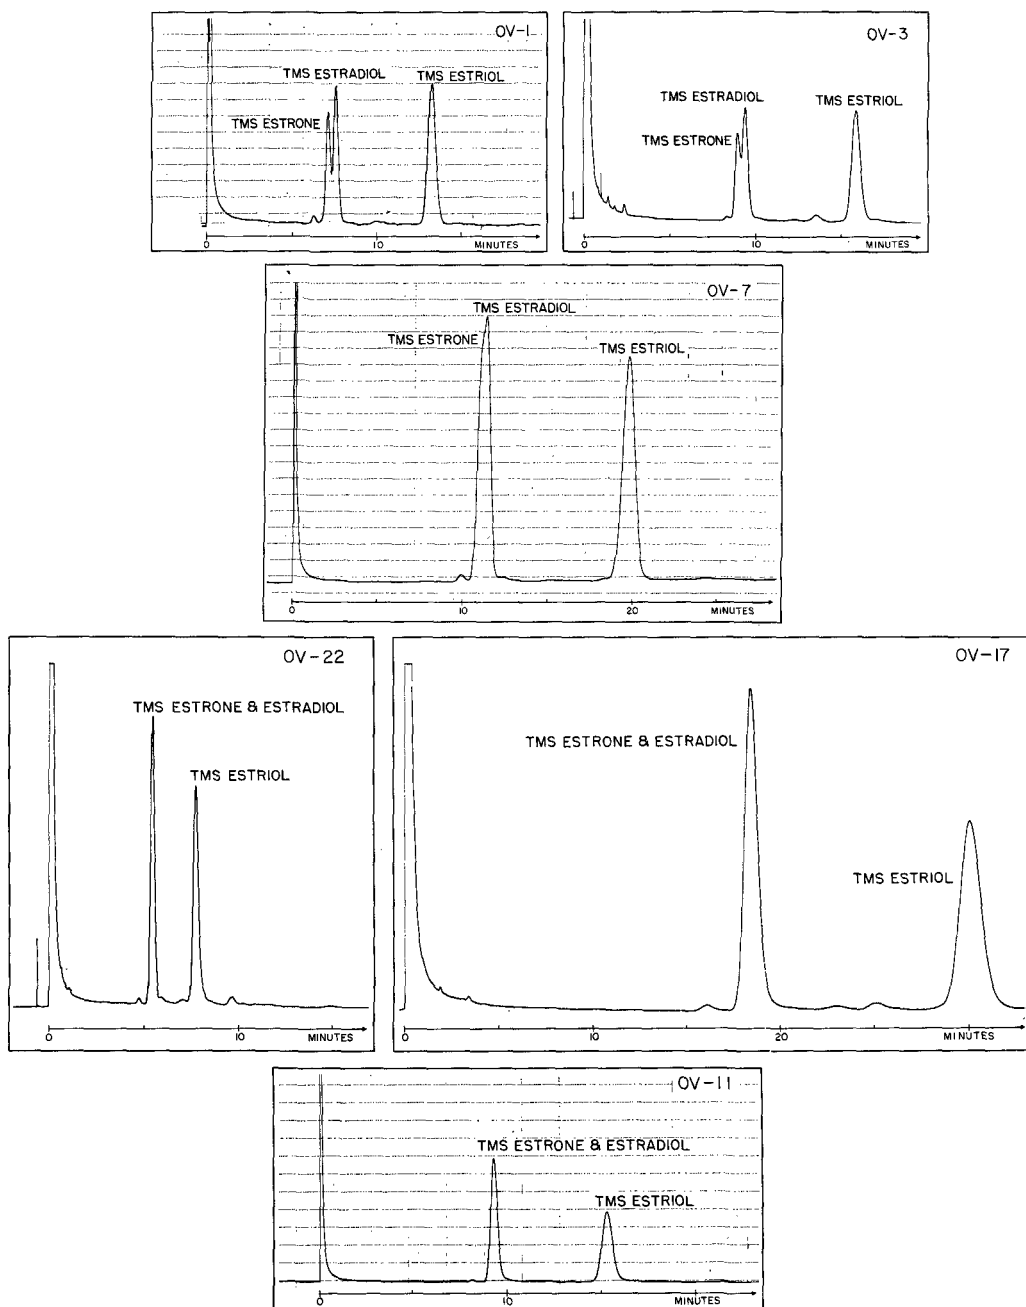 OV-1
TMS ESTRADIOL
TMS ESTRIOL
TMS ESTRONE
0
10
MINUTES
OV-3
TMS ESTRADIOL
TMS ESTRIOL
TMS ESTRONE
0
10
MINUTES
OV-7
TMS ESTRADIOL
TMS ESTRONE
TMS ESTRIOL
0
10
20
MINUTES
OV-22
TMS ESTRONE & ESTRADIOL
TMS ESTRIOL
0
10
MINUTES
OV-17
TMS ESTRONE & ESTRADIOL
TMS ESTRIOL
0
10
20
MINUTES
OV-11
TMS ESTRONE & ESTRADIOL
TMS ESTRIOL
0
10
MINUTES